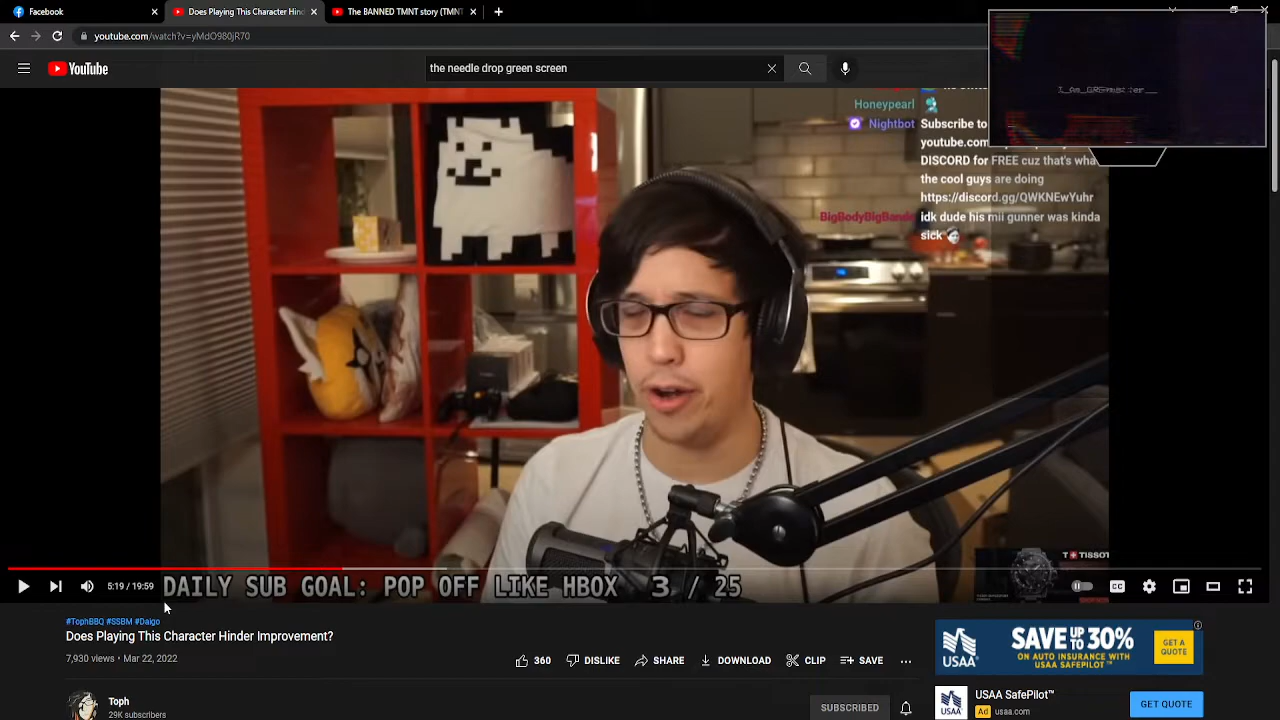 Facebook
Does Playing This Character Hind
The BANNED TMNT story (TMNT
youtube.com/watch?v=yMdO980jR70
YouTube
the needle drop green screen
Honeypearl
Nightbot
Subscribe to
youtube.com
DISCORD for FREE cuz that's wha
the cool guys are doing
https://discord.gg/QWKNEwYuhr
BigBodyBigBand
idk dude his mii gunner was kinda
sick
TISSOT
5:19 / 19:59
CC
DAILY SUB GOAL: POP OFF LIKE HBOX 3 / 25
#TophBBQ #SSBM #Daigo
Does Playing This Character Hinder Improvement?
7,930 views • Mar 22, 2022
360
DISLIKE
SHARE
DOWNLOAD
CLIP
SAVE
USAA
SAVE UP TO 30%
ON AUTO INSURANCE WITH
USAA SAFEPILOT™
GET A
QUOTE
Toph
29K subscribers
SUBSCRIBED
USAA
USAA SafePilot™
Ad usaa.com
GET QUOTE